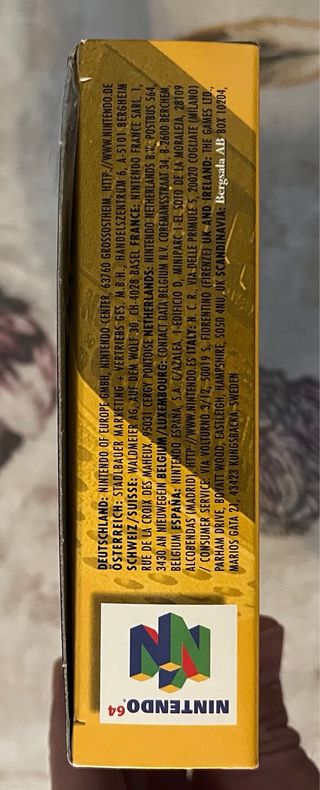 DEUTSCHLAND: NINTENDO OF EUROPE GMBH, NINTENDO CENTER, 63760 GROSSOSTHEIM, HTTP://WWW.NINTENDO.DE
ÖSTERREICH: STADLBAUER MARKETING + VERTRIEBS GES. M.B.H., HANDELSZENTRUM 6, A-5101 BERGHEIM
SCHWEIZ/SUISSE: WALDMEIER AG, AUF DEM WOLF 30, CH 4028 BASEL FRANCE: NINTENDO FRANCE SARL, 1,
RUE DE LA CROIX DES MAHEUX, 95031 CERGY PONTOISE NETHERLANDS: NINTENDO NETHERLANDS B.V., POSTBUS 564,
3430 AN NIEUWEGEIN BELGIUM/LUXEMBOURG: CONTACT DATA BELGIUM N.V. COREMANSSTRAAT 34, B-2600 BERCHEM,
BELGIUM ESPAÑA: NINTENDO ESPAÑA, S.A. C/AZALEA, 1-EDIFICIO D, MINIPARC 1 EL SOTO DE LA MORALEJA, 28109
ALCOBENDAS (MADRID) HTTP://WWW.NINTENDO.ES ITALY: N. C. R. VIA DELLE PRIMULE 5, 20020 COGLIATE (MILANO)
/ CONSUMER SERVICE: VIA VOLTURNO 3/12, 50019 S. FIORENTINO (FIRENZE) UK AND IRELAND: THE GAMES LTD.,
PARHAM DRIVE, BOYATT WOOD, EASLEIGH, HAMPSHIRE, SO50 4NU, UK SCANDINAVIA: Bergsala AB BOX 10204,
MARIOS GATA 21, 43423 KUNGSBACKA, SWEDEN
NINTENDO 64